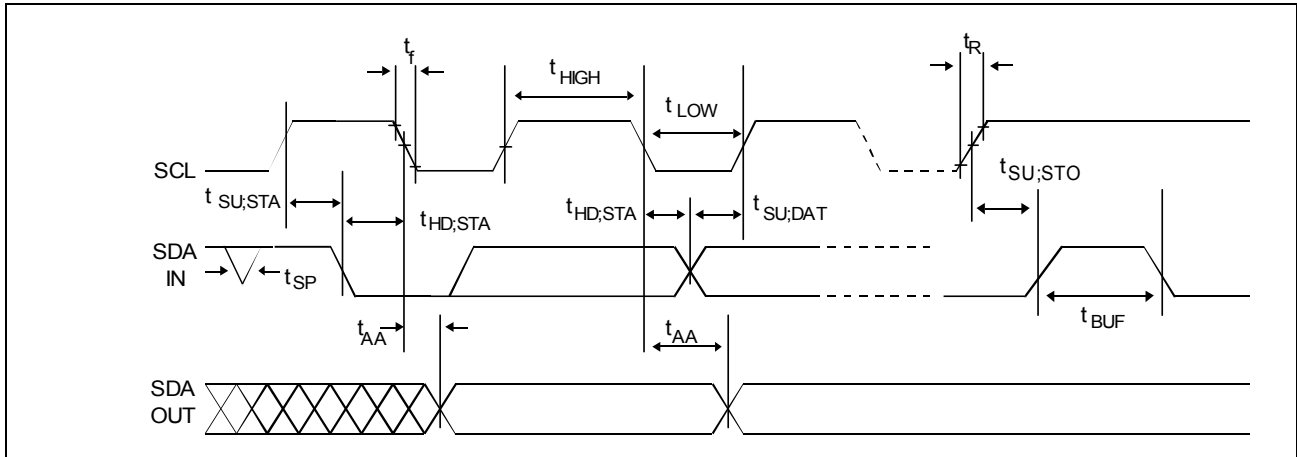 tf
tHIGH
tLOW
tR
SCL
tSU;STA
tHD;STA
tHD;STA
tSU;DAT
tSU;STO
SDA
IN
tSP
tAA
tAA
tBUF
SDA
OUT